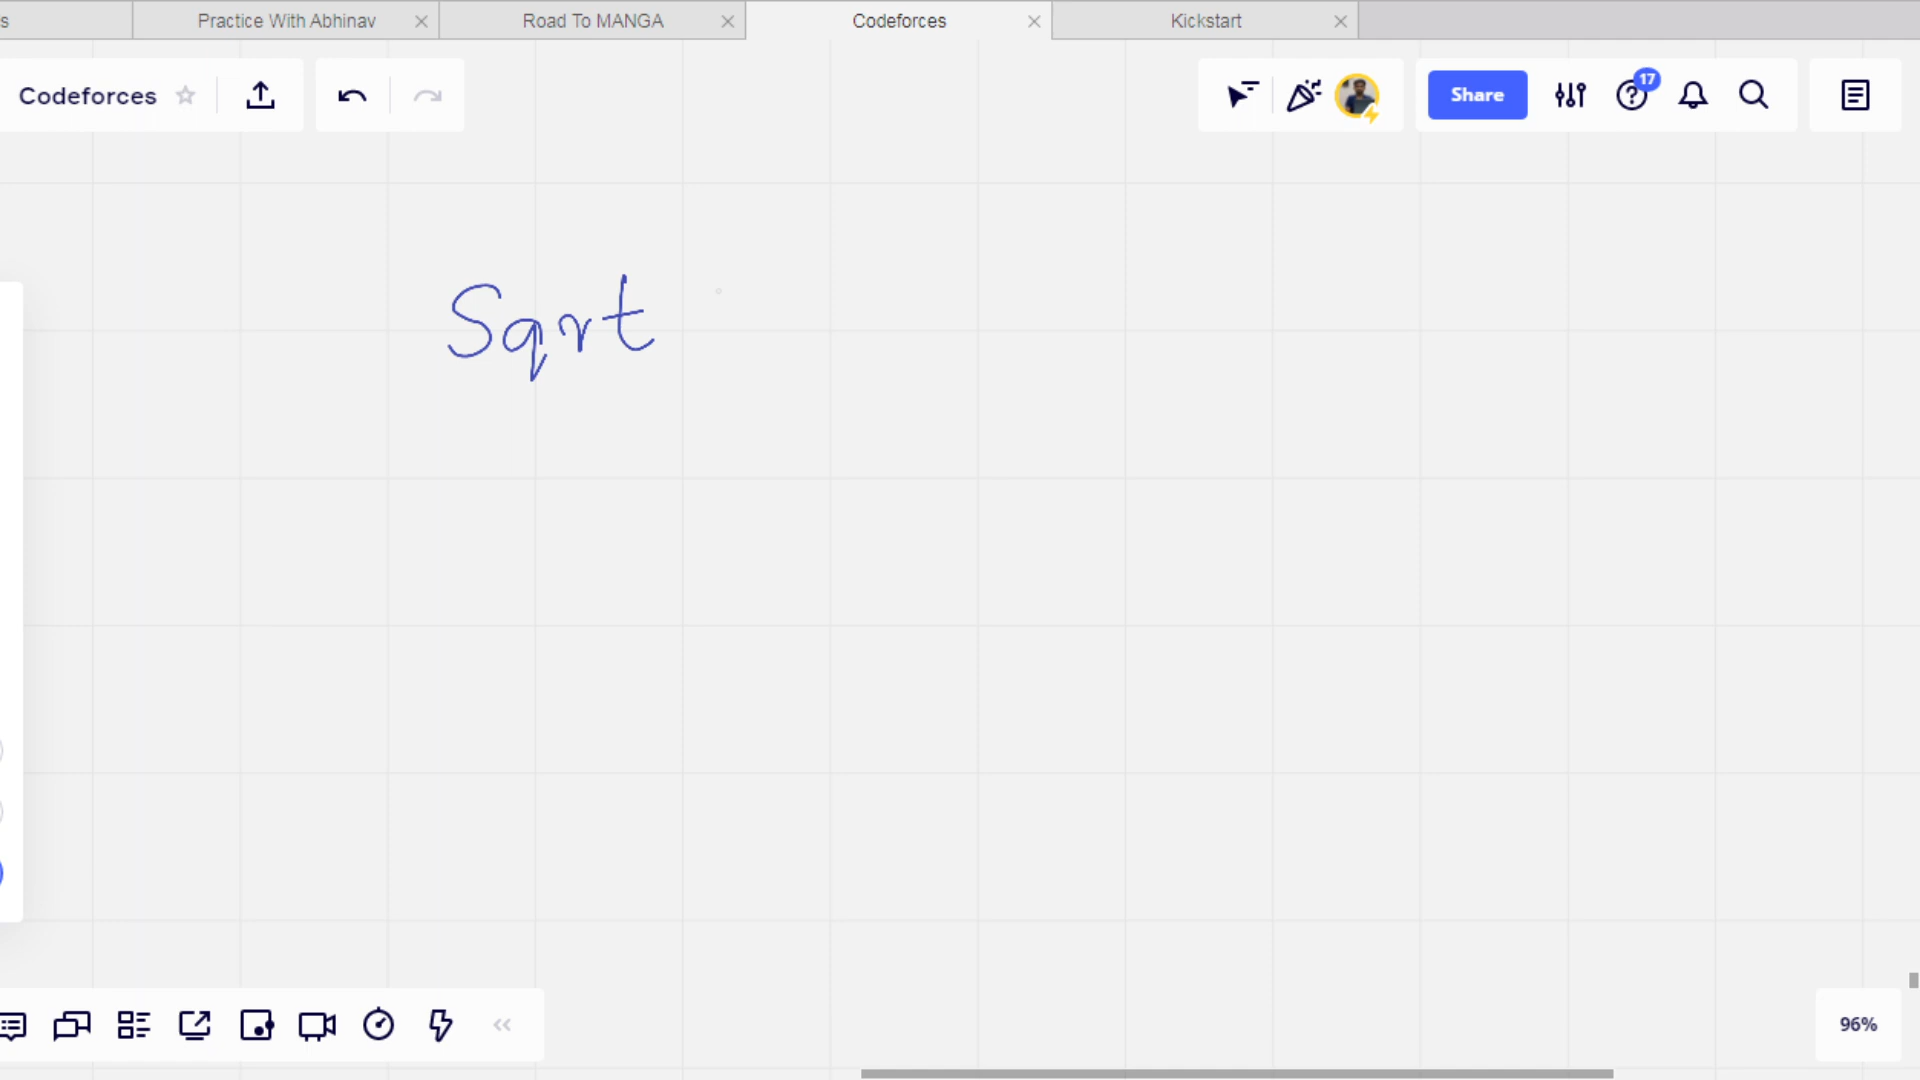 s Practice With Abhinav Road To MANGA Codeforces Kickstart
Codeforces Share 17
Sqrt
96%